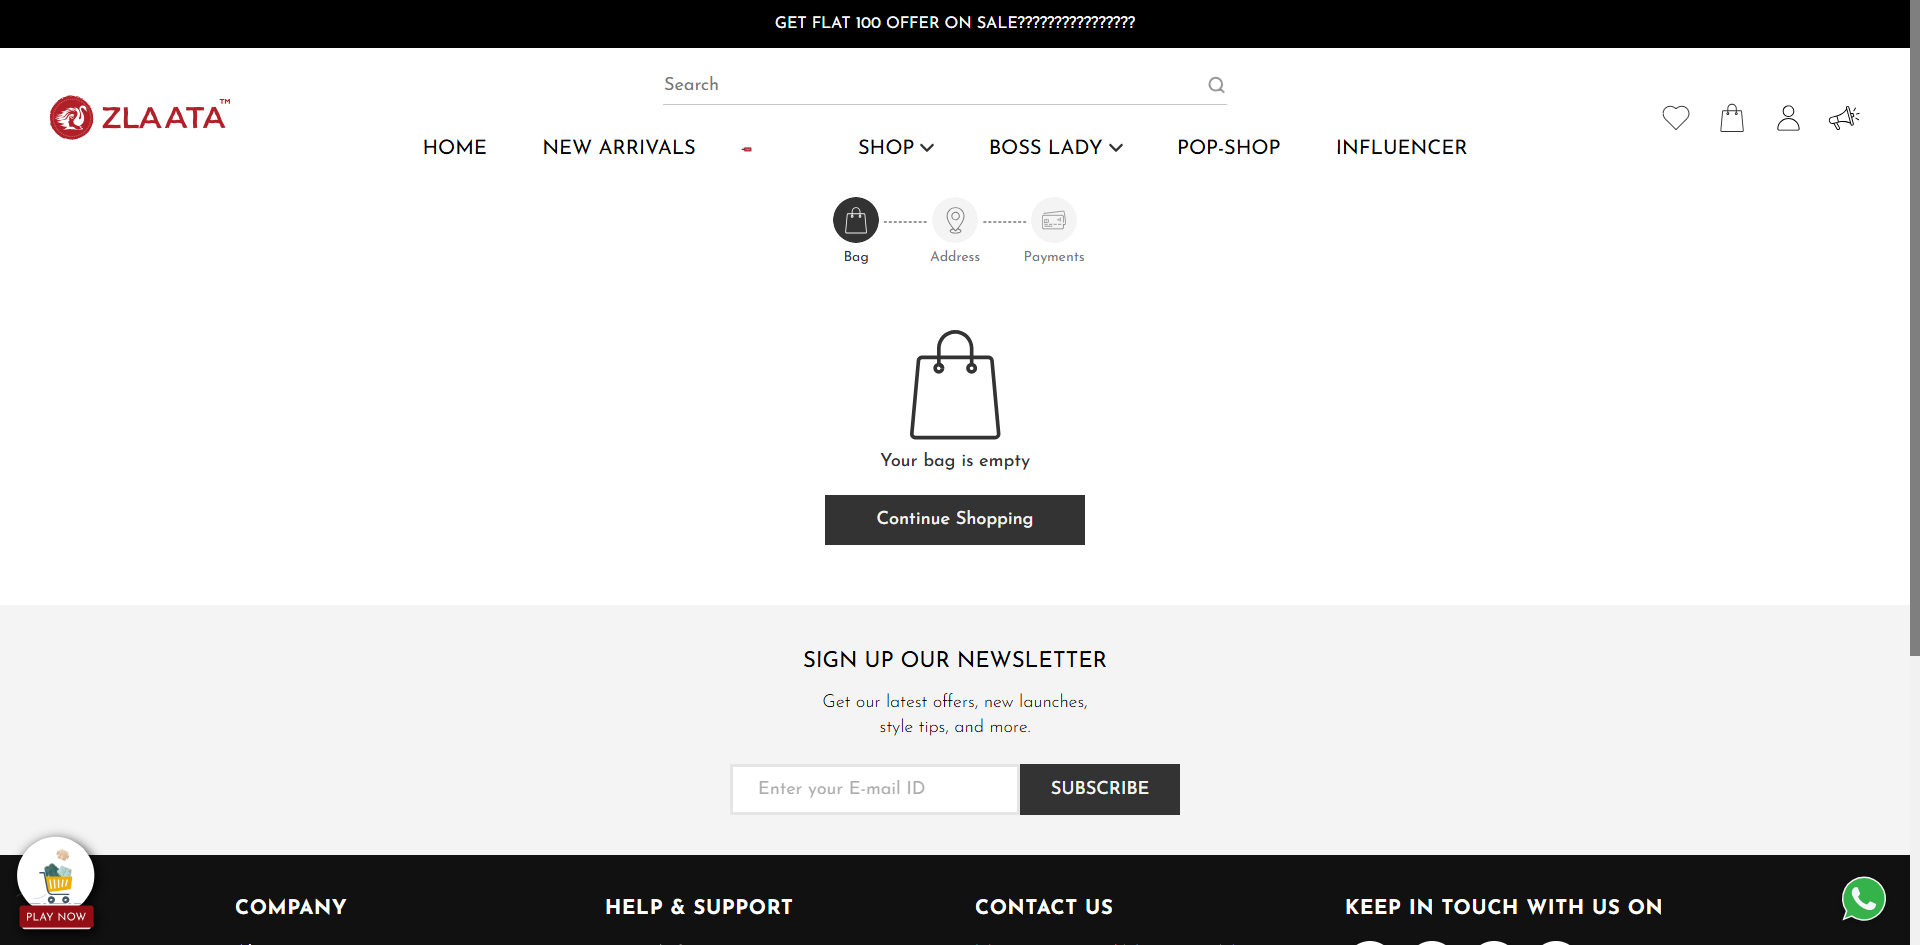 GET FLAT 100 OFFER ON SALE????????????????
Search
ZLAATA™
HOME NEW ARRIVALS SHOP BOSS LADY POP-SHOP INFLUENCER
Bag Address Payments
Your bag is empty
Continue Shopping
SIGN UP OUR NEWSLETTER
Get our latest offers, new launches,
style tips, and more.
Enter your E-mail ID SUBSCRIBE
PLAY NOW
COMPANY HELP & SUPPORT CONTACT US KEEP IN TOUCH WITH US ON